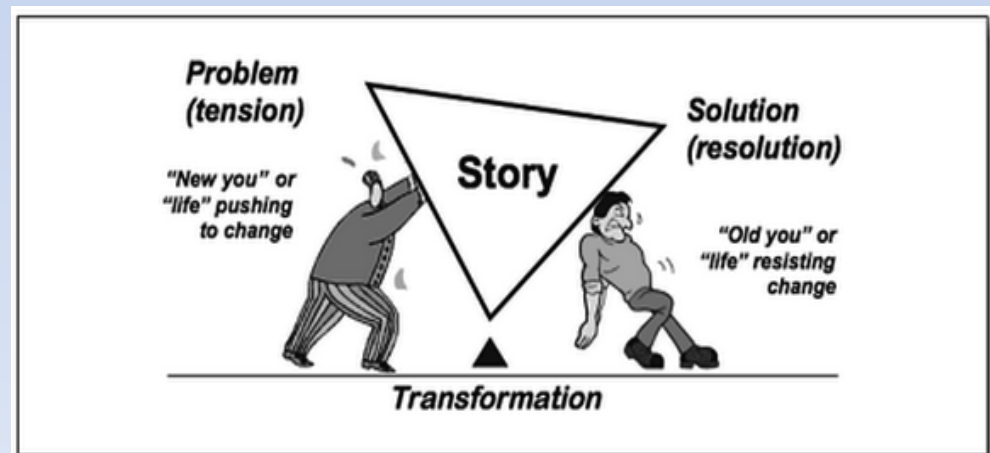 Problem
(tension)
“New you” or
“life” pushing
to change
Story
Solution
(resolution)
“Old you” or
“life” resisting
change
Transformation